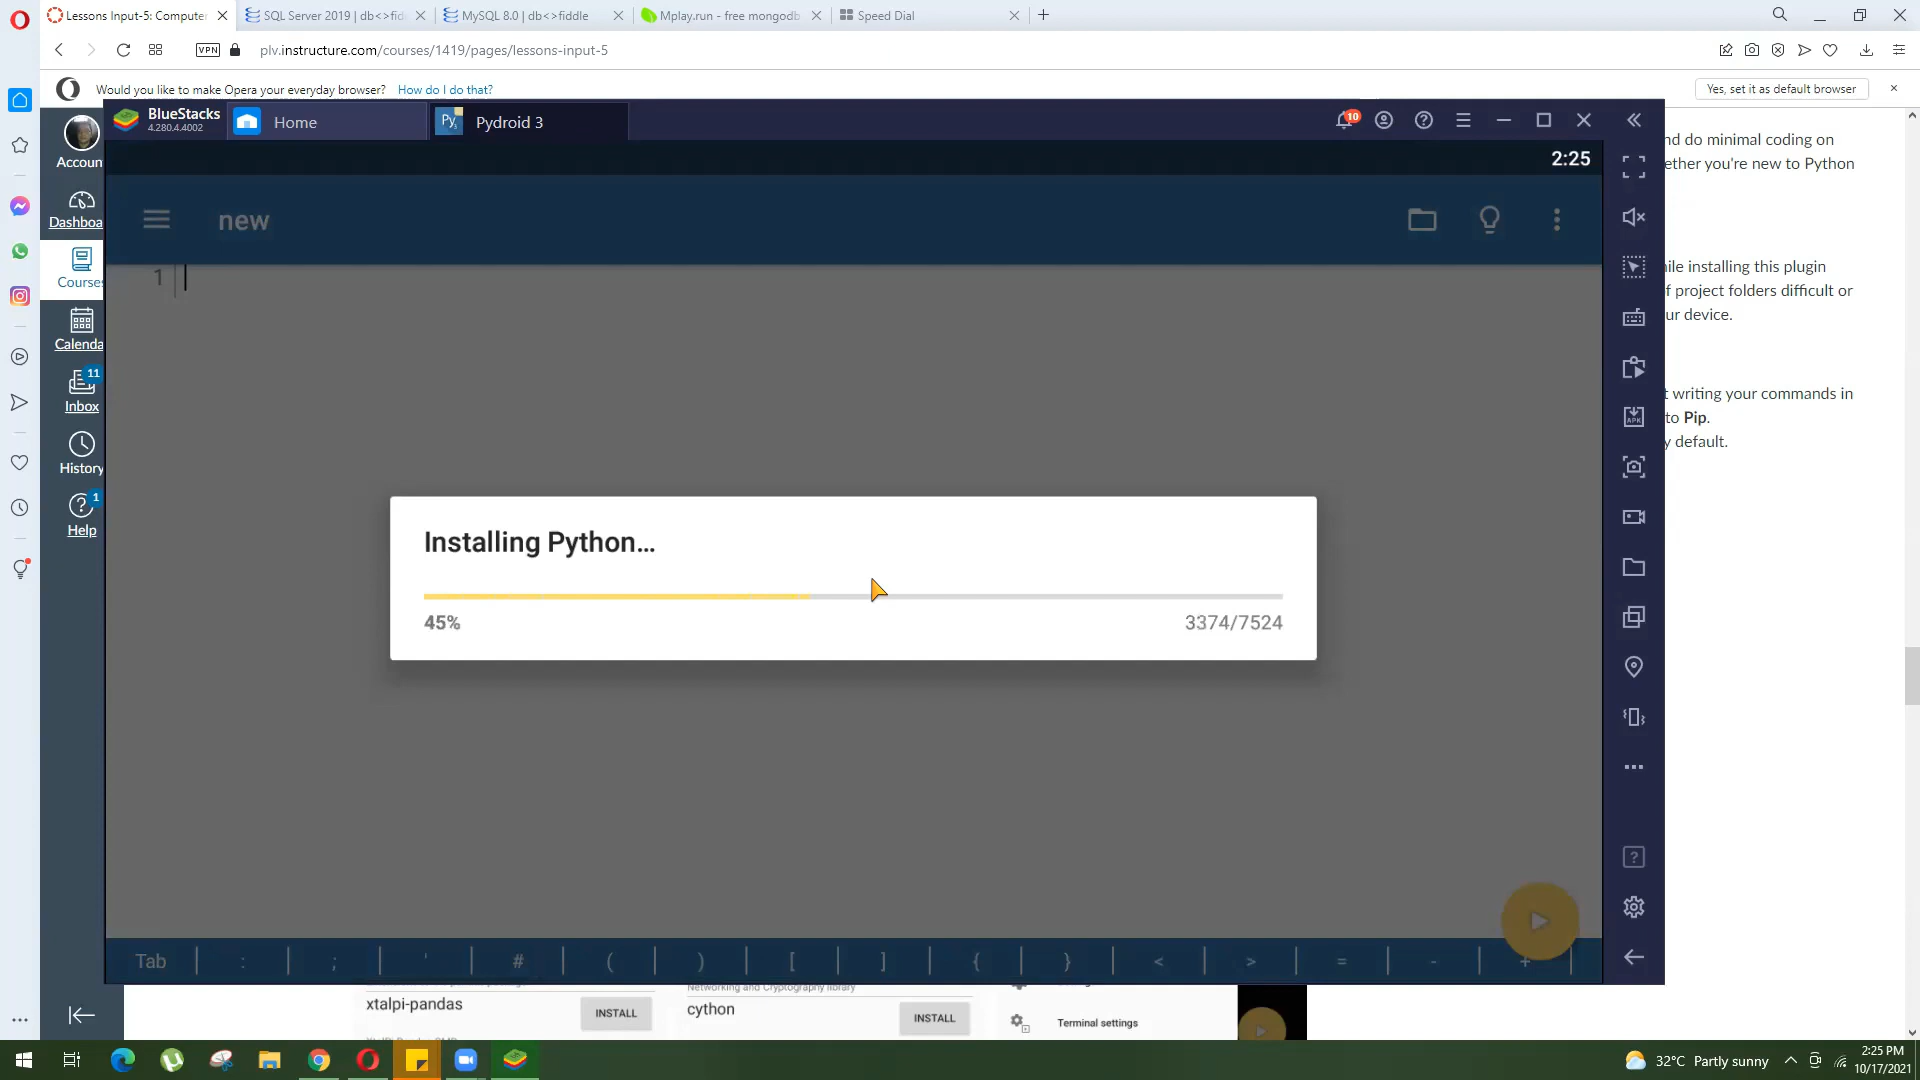 Lessons Input-5: Computer
SQL Server 2019 | db<>fidd
MySQL 8.0 | db<>fiddle
Mplay.run - free mongodb
Speed Dial
VPN
plv.instructure.com/courses/1419/pages/lessons-input-5
Would you like to make Opera your everyday browser? How do I do that?
Yes, set it as default browser
BlueStacks
4.280.4.4002
Home
Pydroid 3
10
2:25
new
1
Accoun
Dashboa
Courses
Calenda
11
Inbox
History
1
Help
nd do minimal coding on
ether you're new to Python
ile installing this plugin
f project folders difficult or
ur device.
t writing your commands in
to Pip.
y default.
APK
Installing Python...
45%
3374/7524
Tab : ; ' # ( ) [ ] { } < > = - +
Networking and Cryptography library
xtalpi-pandas
INSTALL
cython
INSTALL
Terminal settings
32°C Partly sunny
2:25 PM
10/17/2021